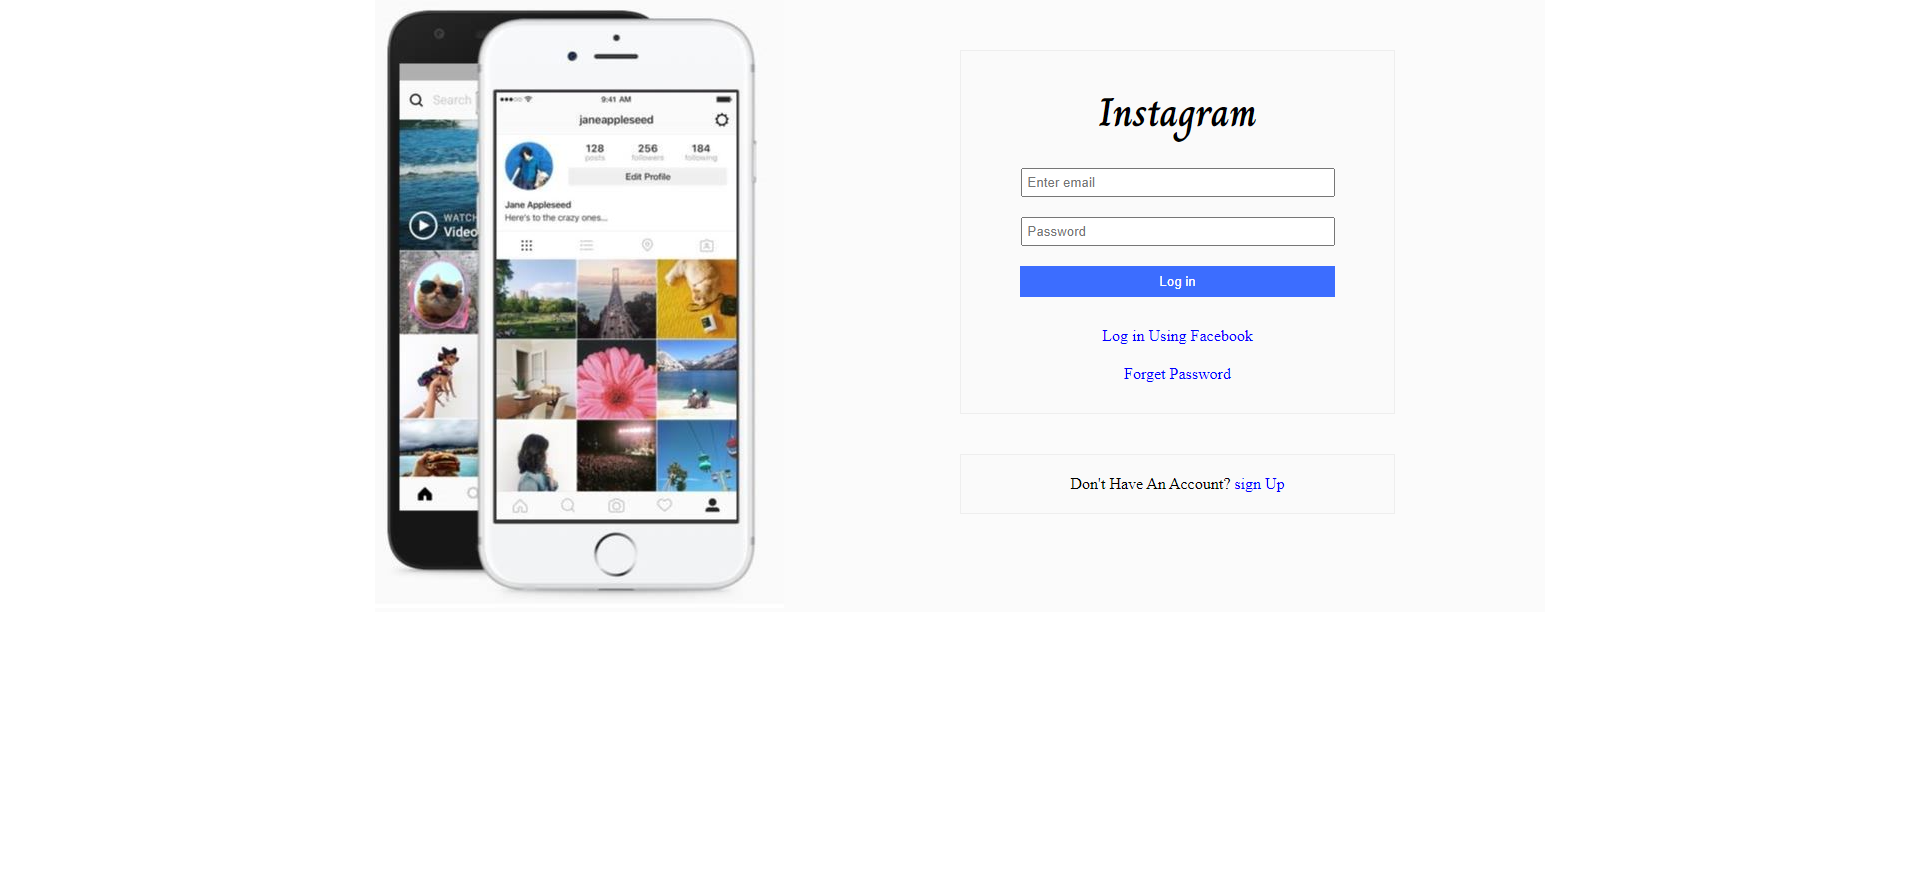 Search
WATCH
Video
9:41 AM
janeappleseed
128
posts
256
followers
184
following
Edit Profile
Jane Appleseed
Here's to the crazy ones...
Instagram
Enter email
Password
Log in
Log in Using Facebook
Forget Password
Don't Have An Account? sign Up